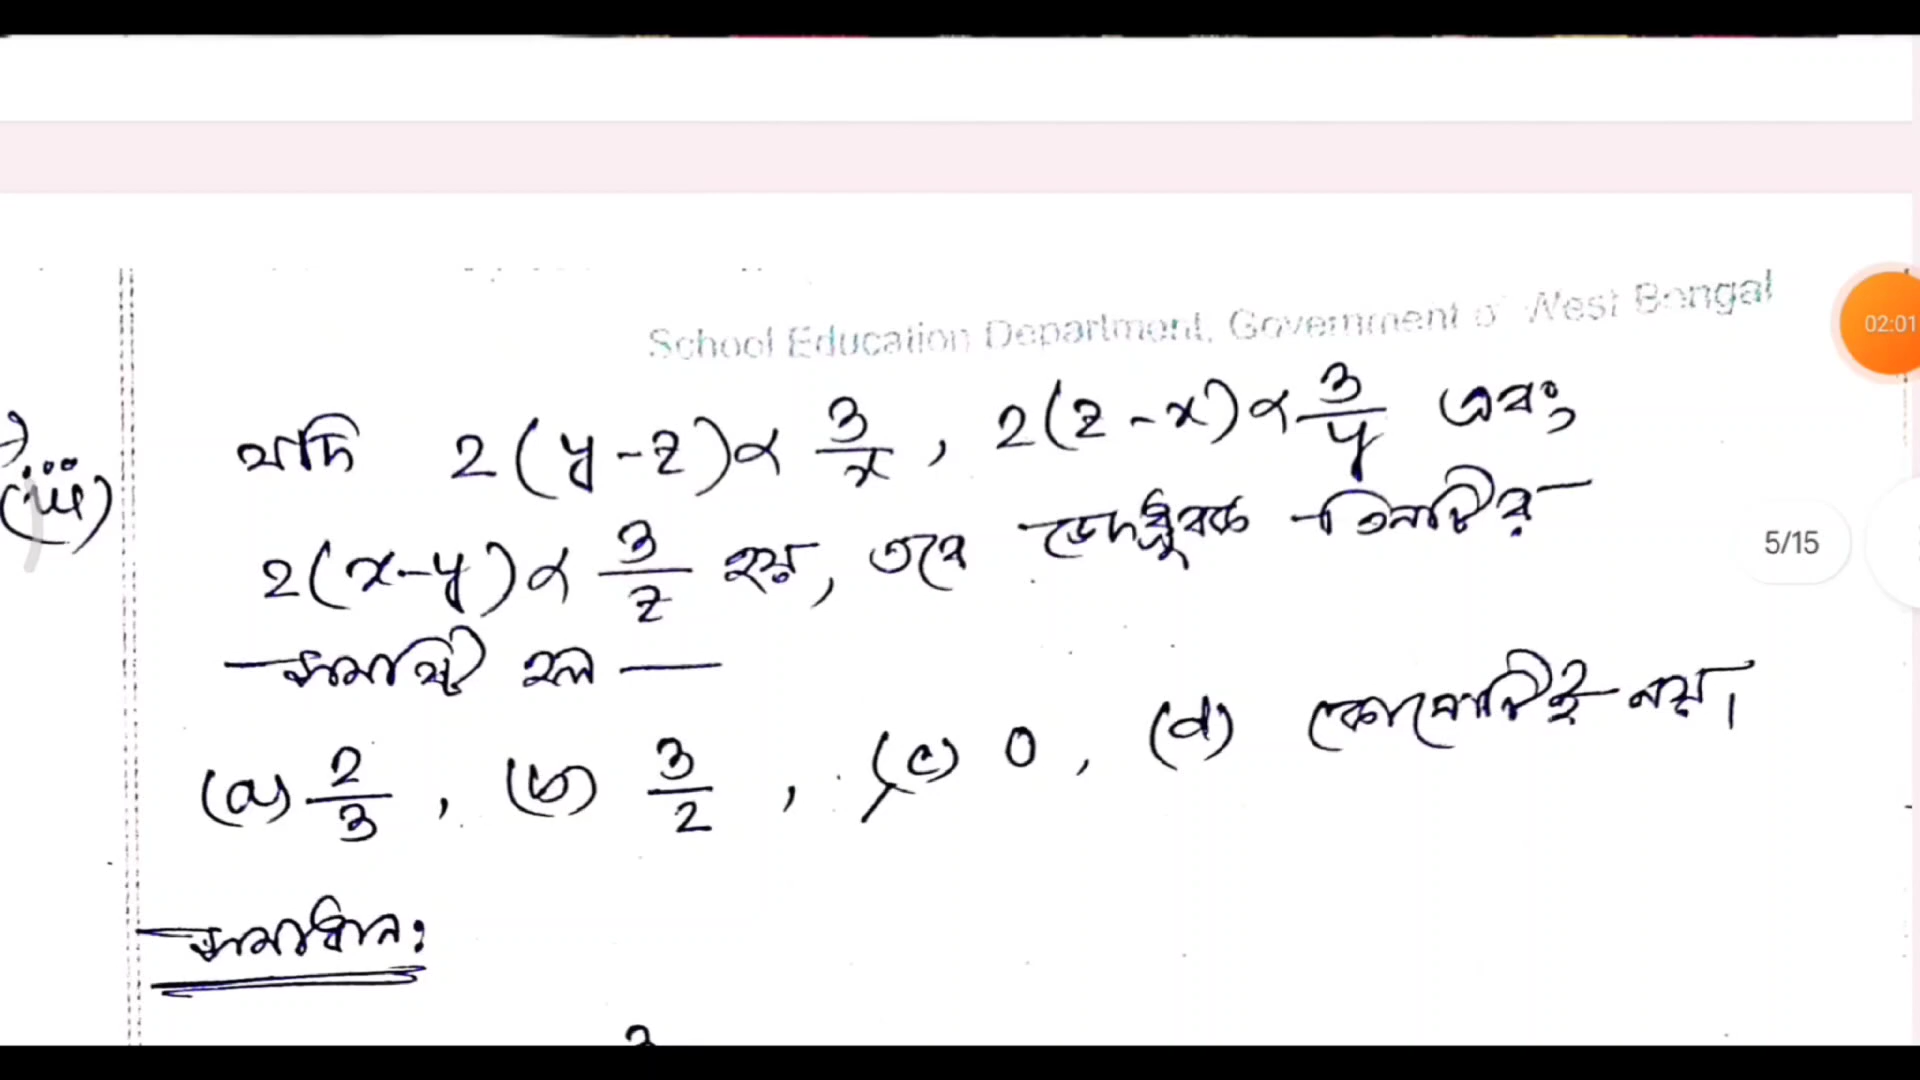 School Education Department, Government of West Bengal
(iii) যদি 2(y-z)∝ 3/x, 2(z-x)∝ 3/y এবং
2(x-y)∝ 3/z হয়, তবে ভেদধ্রুবক তিনটির
সমষ্টি হল —
(a) 2/3, (b) 3/2, (c) 0, (d) কোনোটিই নয়।
সমাধান:
02:01
5/15